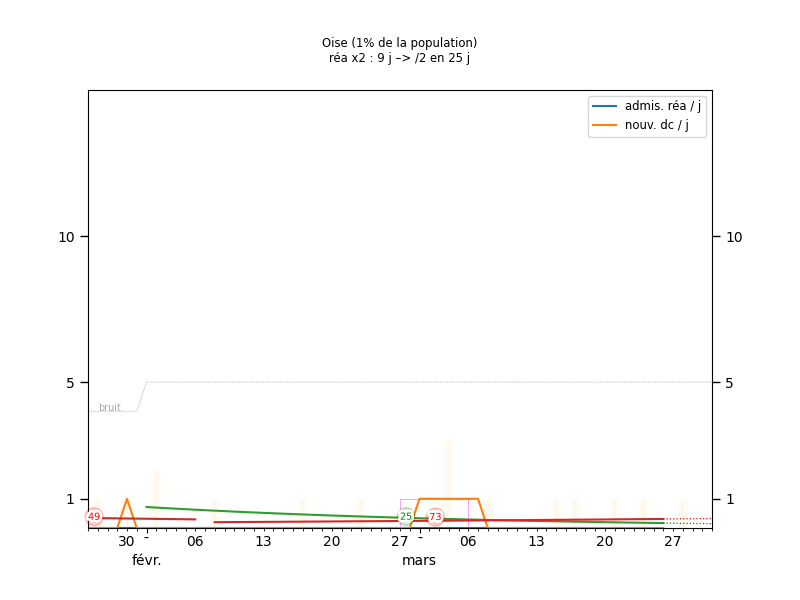 Oise (1% de la population)
réa x2 : 9 j –> /2 en 25 j
admis. réa / j
nouv. dc / j
10 10
5 5
bruit
1 1
49 25 73
30 - 06 13 20 27 - 06 13 20 27
févr. mars